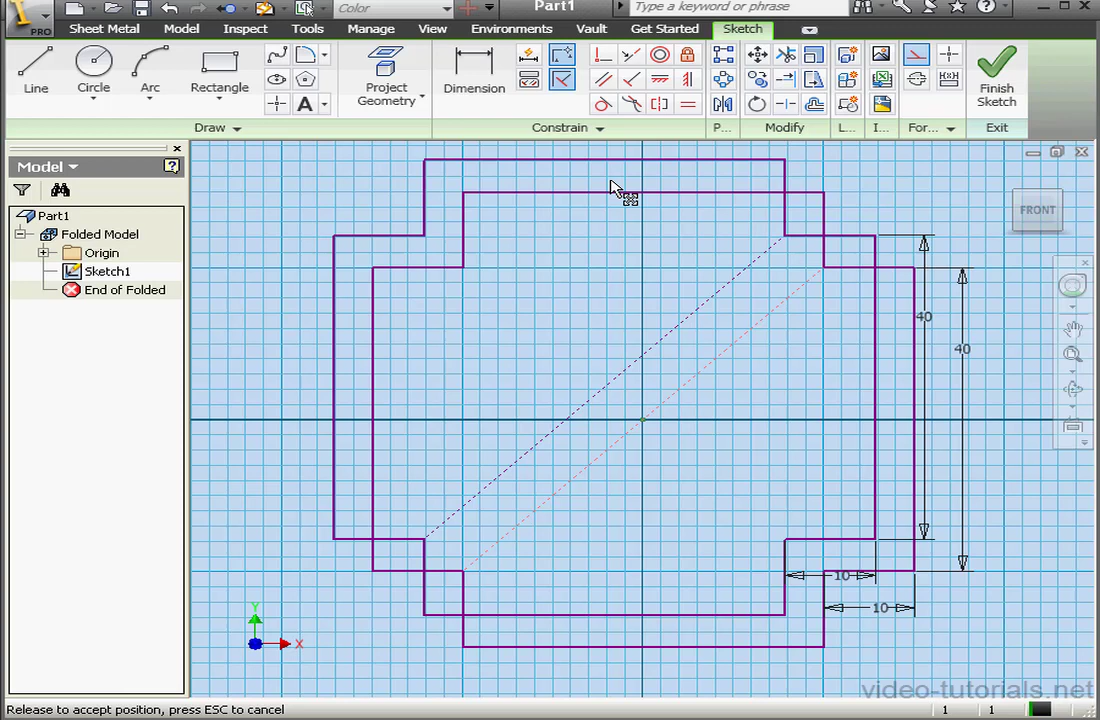 Color
Part1
Type a keyword or phrase
PRO
Sheet Metal
Model
Inspect
Tools
Manage
View
Environments
Vault
Get Started
Sketch
Line
Circle
Arc
Rectangle
Project
Geometry
Dimension
Finish
Sketch
Draw
Constrain
P...
Modify
L...
I...
For...
Exit
Model
Part1
Folded Model
Origin
Sketch1
End of Folded
FRONT
40
40
10
10
Y
X
video-tutorials.net
Release to accept position, press ESC to cancel
1
1